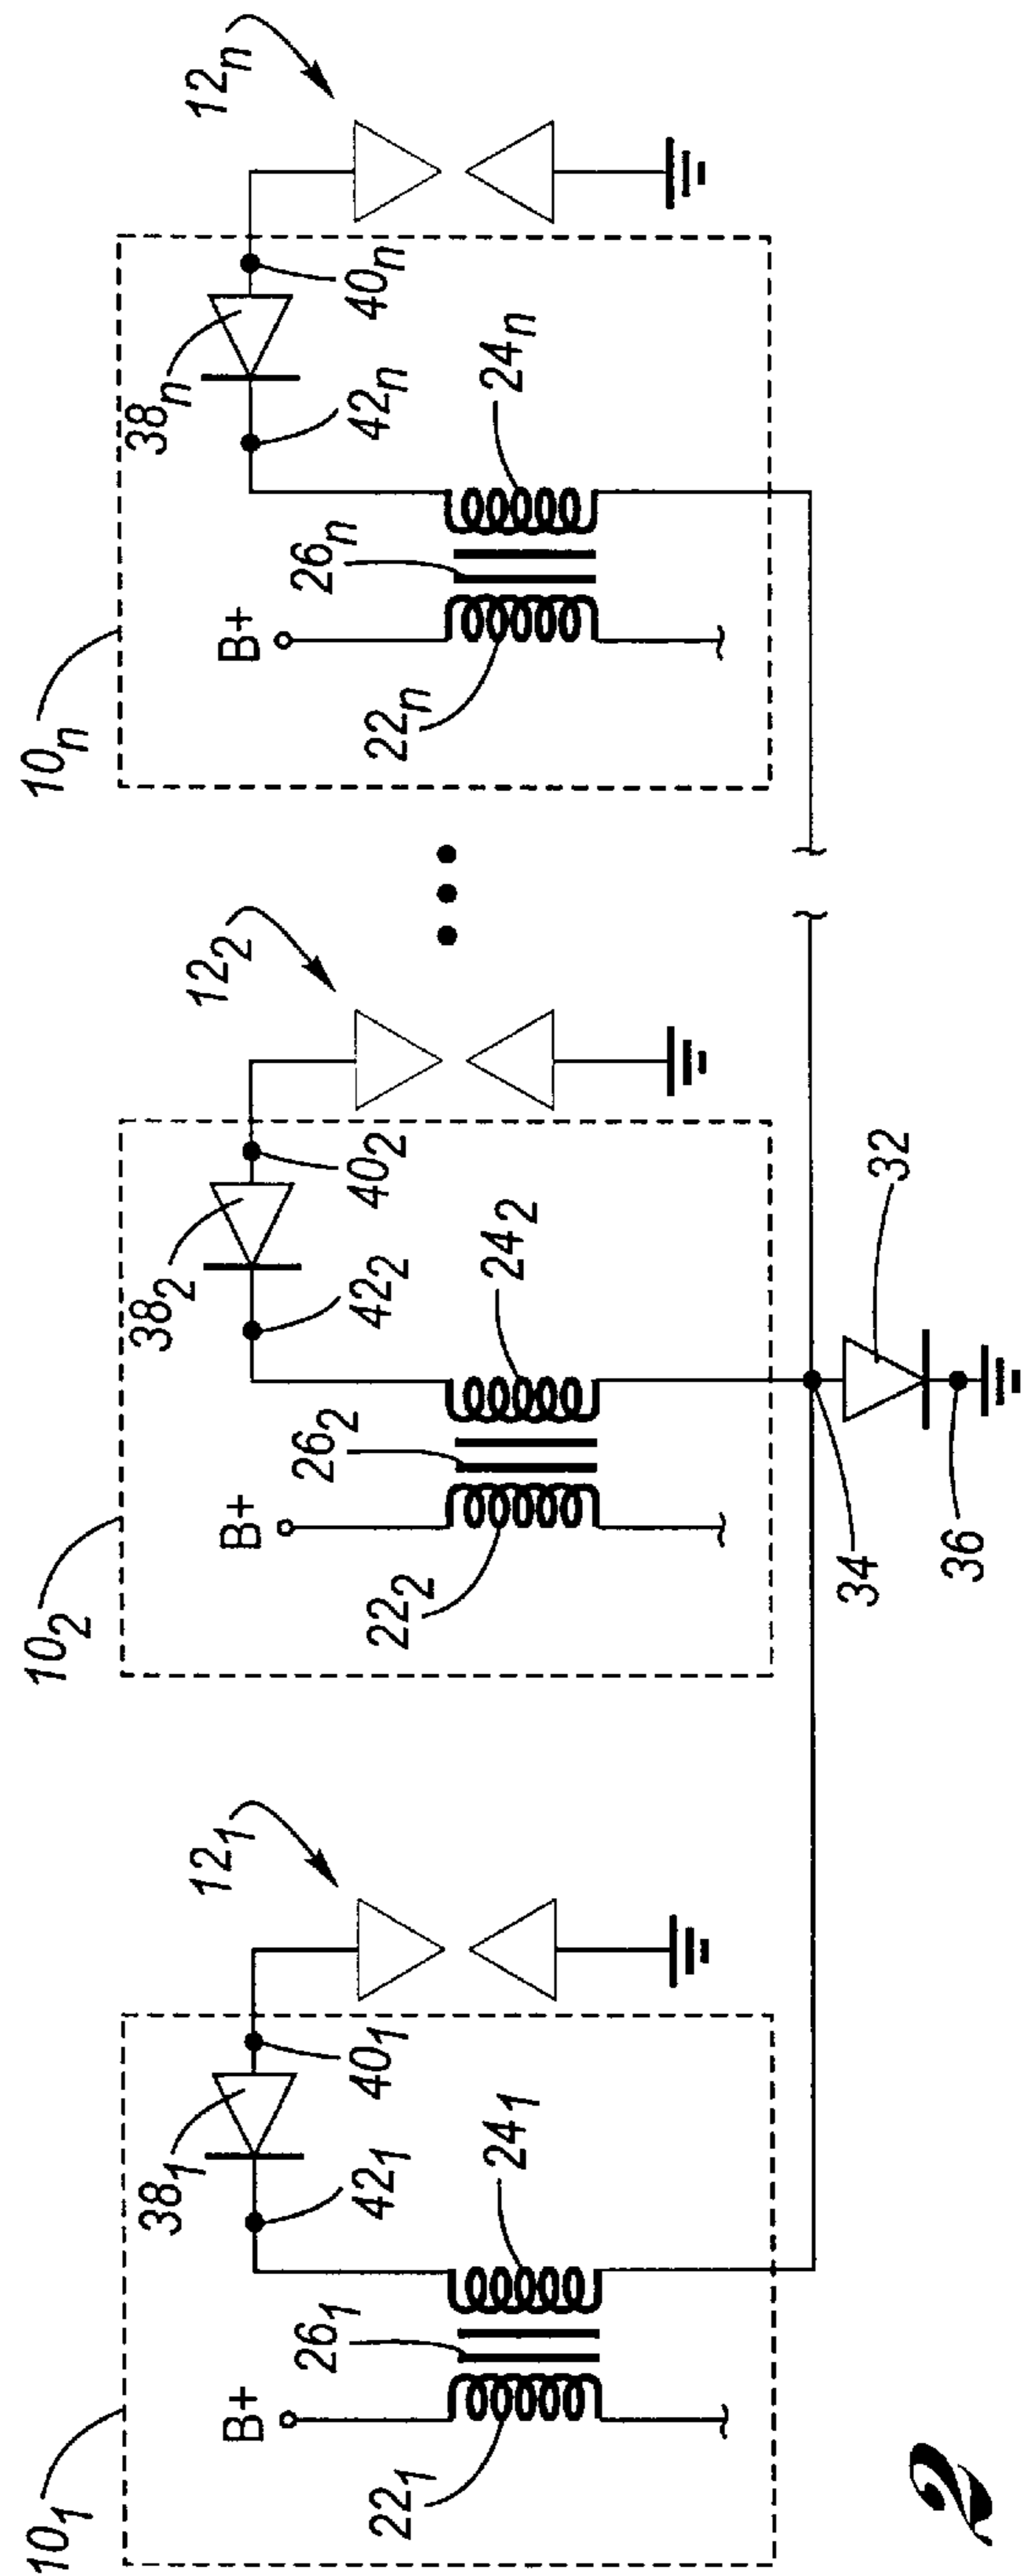 10₁
B+
22₁
26₁
24₁
38₁
42₁
40₁
12₁
10₂
B+
22₂
26₂
24₂
38₂
42₂
40₂
12₂
10ₙ
B+
22ₙ
26ₙ
24ₙ
38ₙ
42ₙ
40ₙ
12ₙ
34
36
32
2